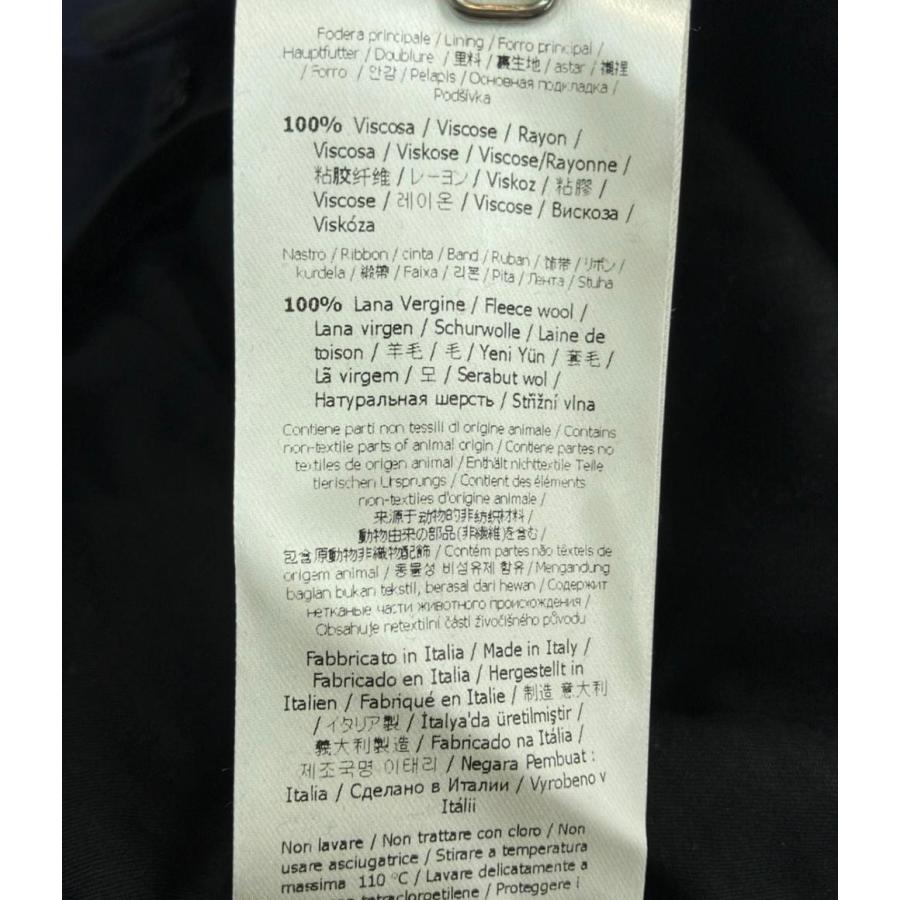 Fodera principale / Lining / Forro principal /
Hauptfutter / Doublure / 里料 / 裏生地 / astar / 襯裡
/ Forro / 안감 / Pelapis / Основная подкладка /
Podšívka
100% Viscosa / Viscose / Rayon /
Viscosa / Viskose / Viscose/Rayonne /
粘胶纤维 / レーヨン / Viskoz / 粘膠 /
Viscose / 레이온 / Viscose / Вискоза /
Viskóza
Nastro / Ribbon / cinta / Band / Ruban / 饰带 / リボン /
kurdela / 緞帶 / Faixa / 리본 / Pita / Лента / Stuha
100% Lana Vergine / Fleece wool /
Lana virgen / Schurwolle / Laine de
toison / 羊毛 / 毛 / Yeni Yün / 套毛 /
Lã virgem / 모 / Serabut wol /
Натуральная шерсть / Střižní vlna
Contiene parti non tessili di origine animale / Contains
non-textile parts of animal origin / Contiene partes no
textiles de origen animal / Enthält nichttextile Teile
tierischen Ursprungs / Contient des éléments
non-textiles d'origine animale /
来源于动物的非纺织材料 /
動物由来の部品(非繊維)を含む /
包含原動物非織物配飾 / Contém partes não têxteis de
origem animal / 동물성 비섬유제 함유 / Mengandung
bagian bukan tekstil, berasal dari hewan / Содержит
нетканые части животного происхождения /
Obsahuje netextilní části živočišného původu
Fabbricato in Italia / Made in Italy /
Fabricado en Italia / Hergestellt in
Italien / Fabriqué en Italie / 制造 意大利
/ イタリア製 / İtalya'da üretilmiştir /
義大利製造 / Fabricado na Itália /
제조국명 이태리 / Negara Pembuat :
Italia / Сделано в Италии / Vyrobeno v
Itálii
Non lavare / Non trattare con cloro / Non
usare asciugatrice / Stirare a temperatura
massima 110 °C / Lavare delicatamente a
tetracloroetilene / Proteggere i